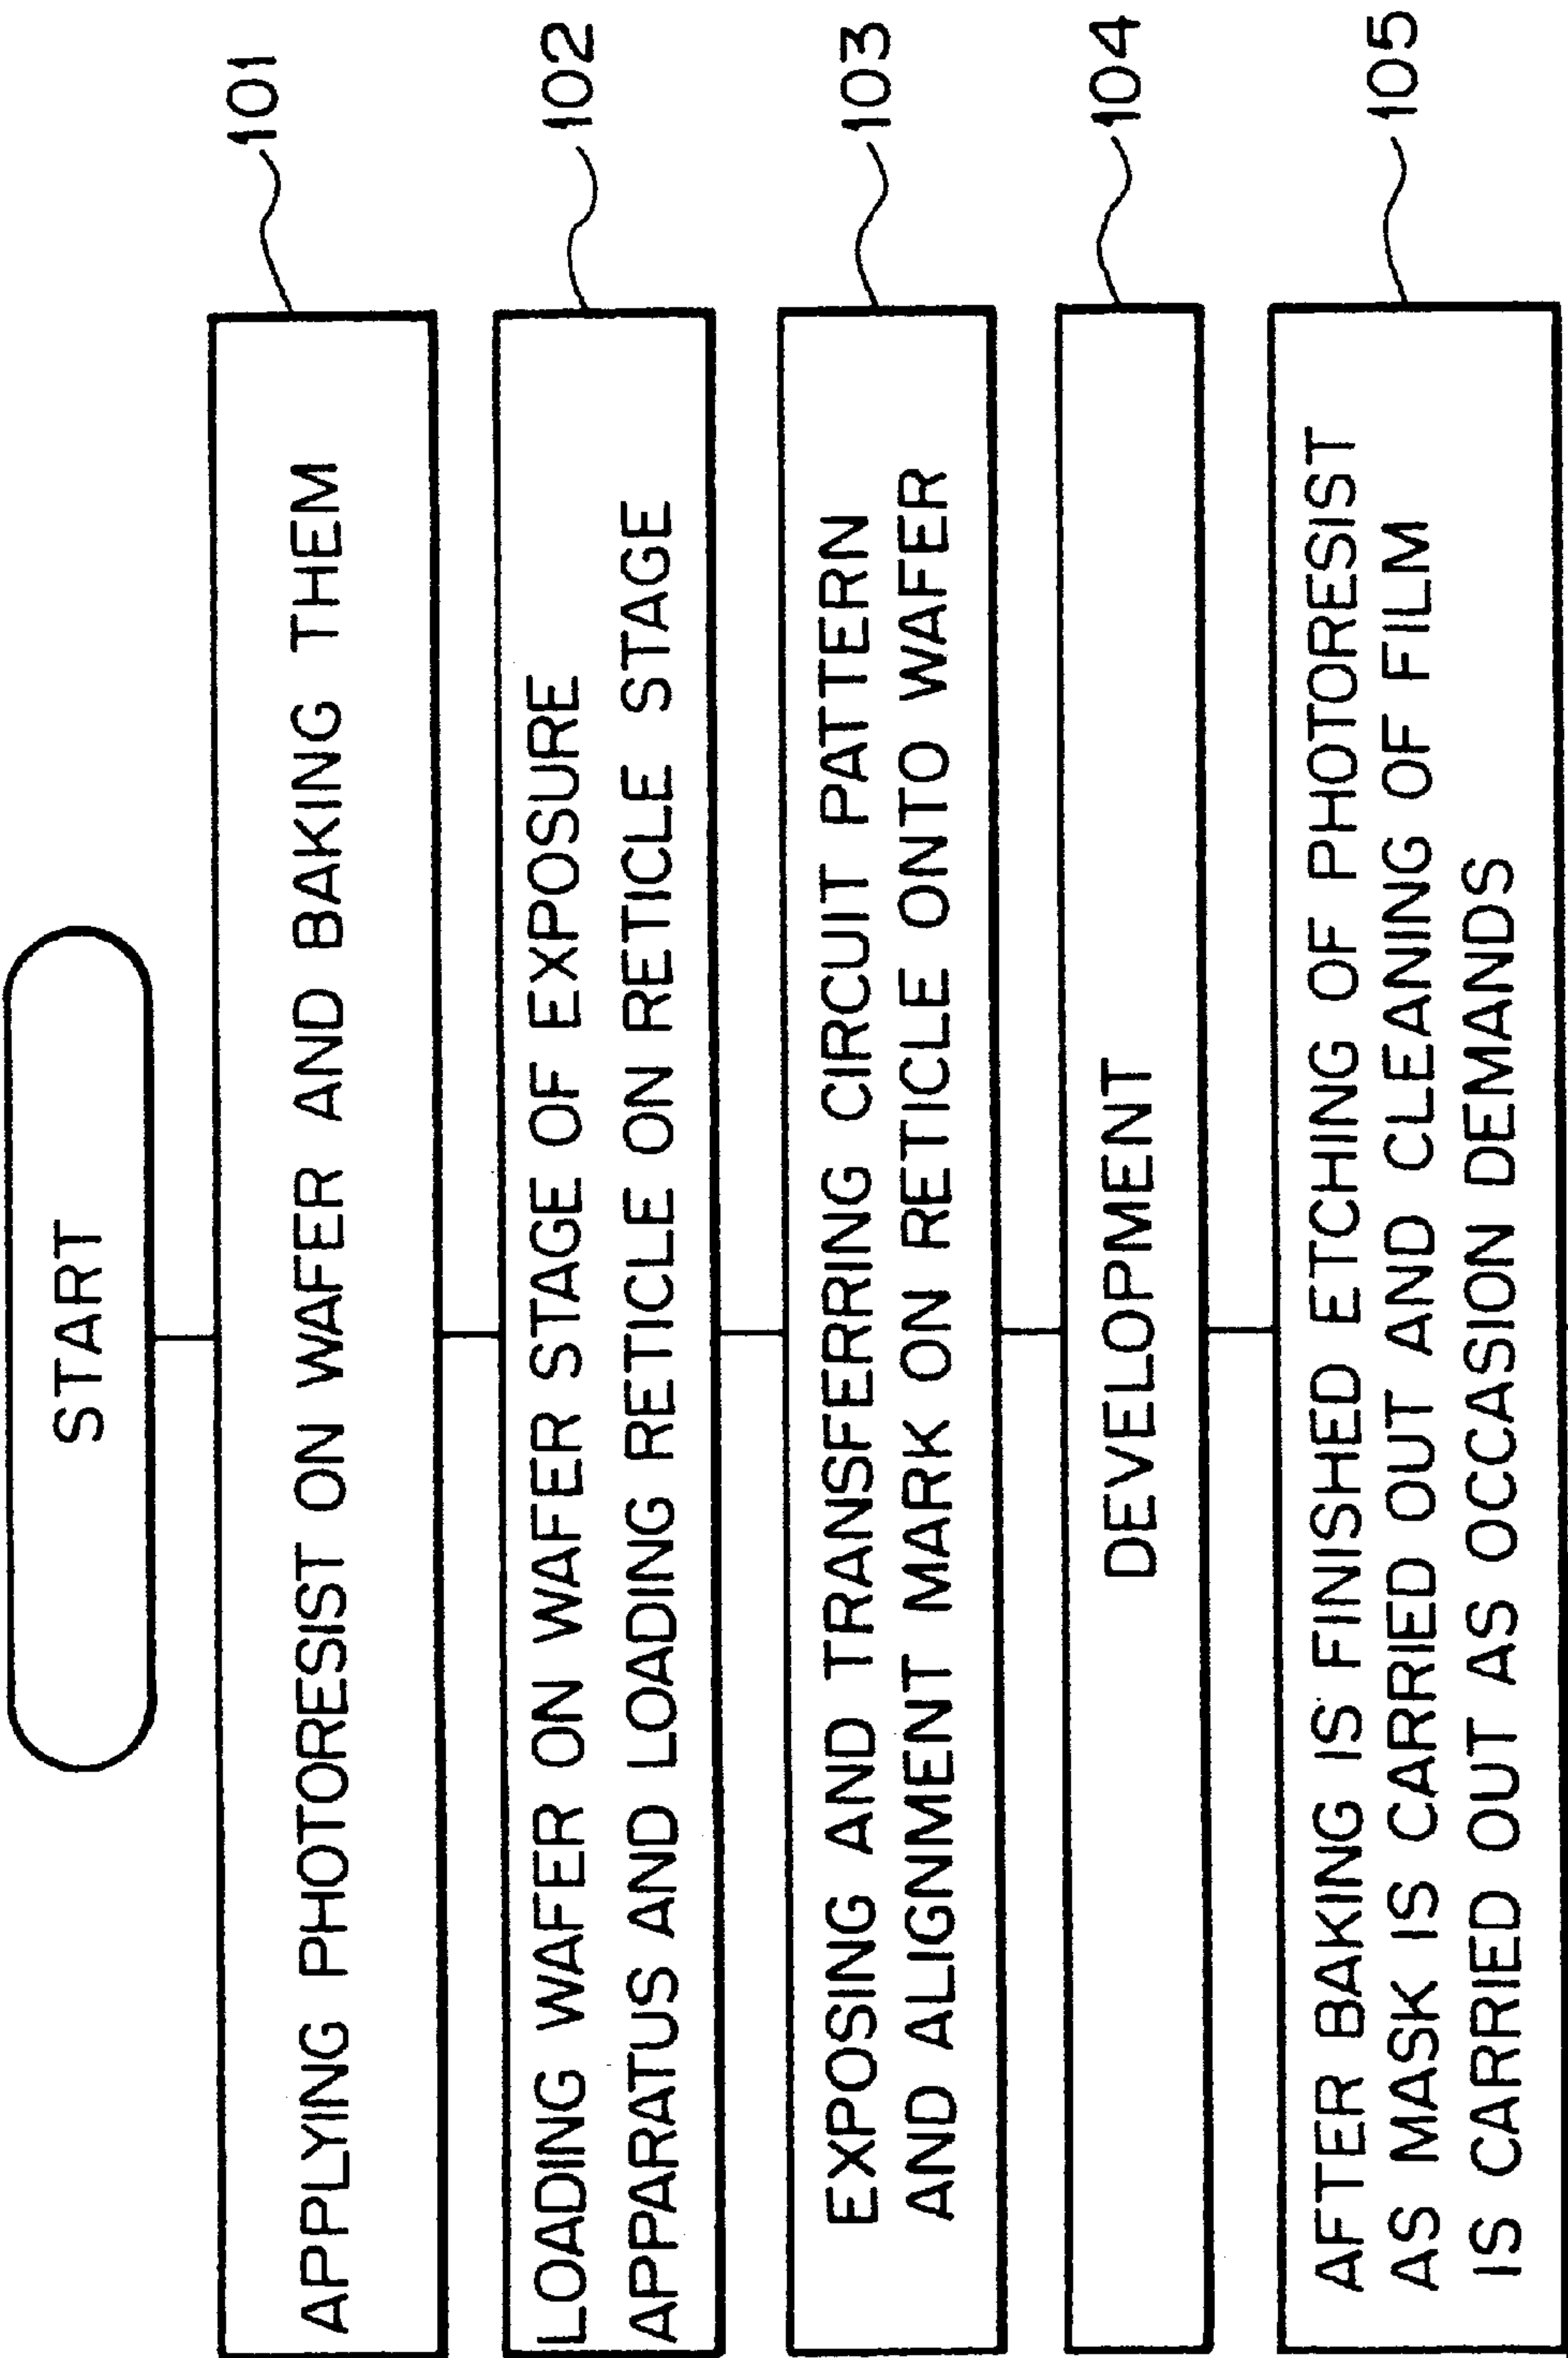 START
APPLYING PHOTORESIST ON WAFER AND BAKING THEM
101
LOADING WAFER ON WAFER STAGE OF EXPOSURE
APPARATUS AND LOADING RETICLE ON RETICLE STAGE
102
EXPOSING AND TRANSFERRING CIRCUIT PATTERN
AND ALIGNMENT MARK ON RETICLE ONTO WAFER
103
DEVELOPMENT
104
AFTER BAKING IS FINISHED ETCHING OF PHOTORESIST
AS MASK IS CARRIED OUT AND CLEANING OF FILM
IS CARRIED OUT AS OCCASION DEMANDS
105